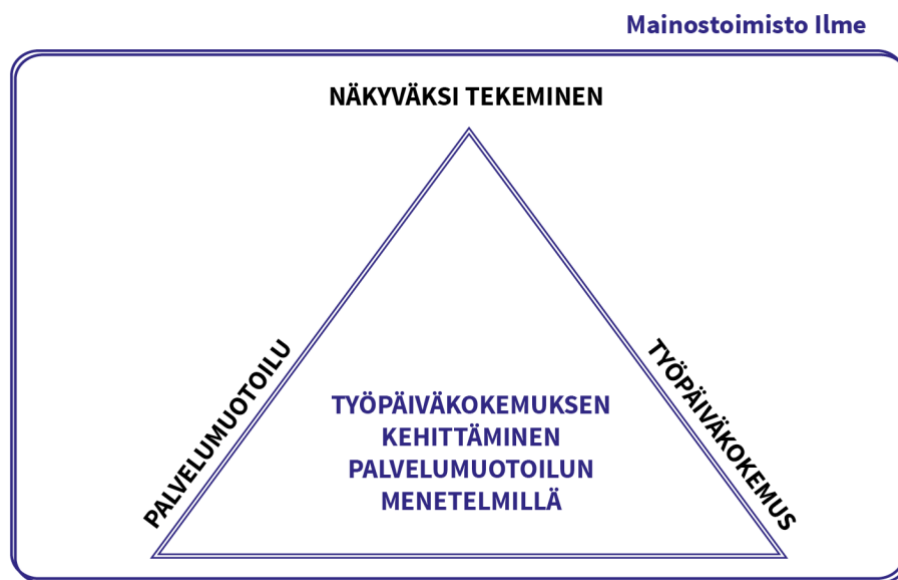 Mainostoimisto Ilme
NÄKYVÄKSI TEKEMINEN
PALVELUMUOTOILU
TYÖPÄIVÄKOKEMUS
TYÖPÄIVÄKOKEMUKSEN
KEHITTÄMINEN
PALVELUMUOTOILUN
MENETELMILLÄ